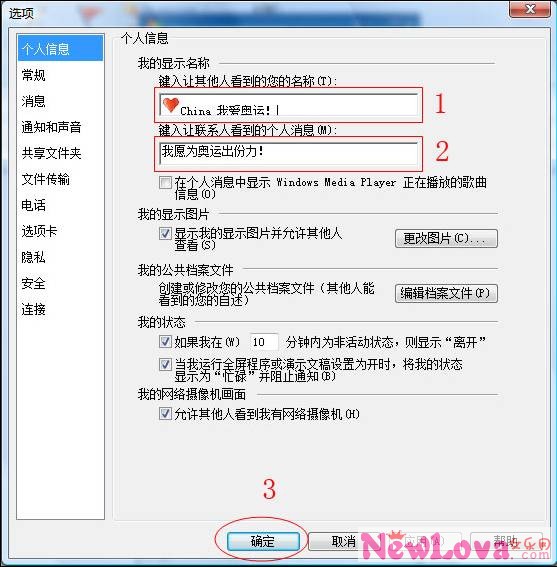 选项
个人信息
常规
消息
通知和声音
共享文件夹
文件传输
电话
选项卡
隐私
安全
连接
个人信息
我的显示名称
键入让其他人看到的您的名称(T):
China 我爱奥运!
1
键入让联系人看到的个人消息(M):
我愿为奥运出份力!
2
在个人消息中显示 Windows Media Player 正在播放的歌曲
信息(O)
我的显示图片
显示我的显示图片并允许其他人
查看(S)
更改图片(C)...
我的公共档案文件
创建或修改您的公共档案文件（其他人能
看到的您的自述）
编辑档案文件(P)
我的状态
如果我在(W) 10 分钟内为非活动状态，则显示“离开”
当我运行全屏程序或演示文稿设置为开时，将我的状态
显示为“忙碌”并阻止通知(B)
我的网络摄像机画面
允许其他人看到我有网络摄像机(H)
3
确定
取消
应用(A)
帮助
NewLova.com